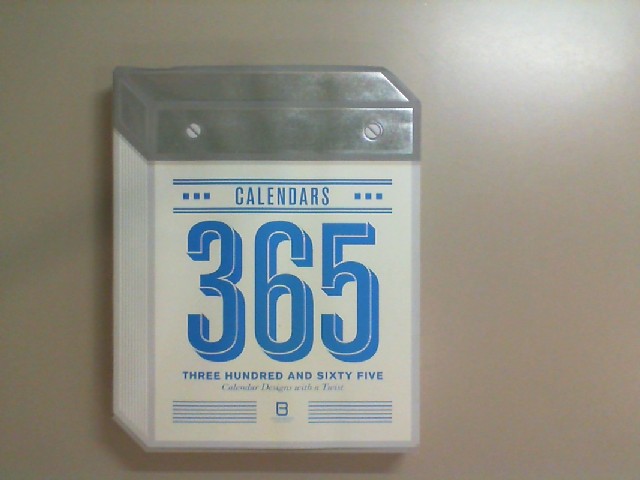 CALENDARS
365
THREE HUNDRED AND SIXTY FIVE
Calendar Designs with a Twist
B